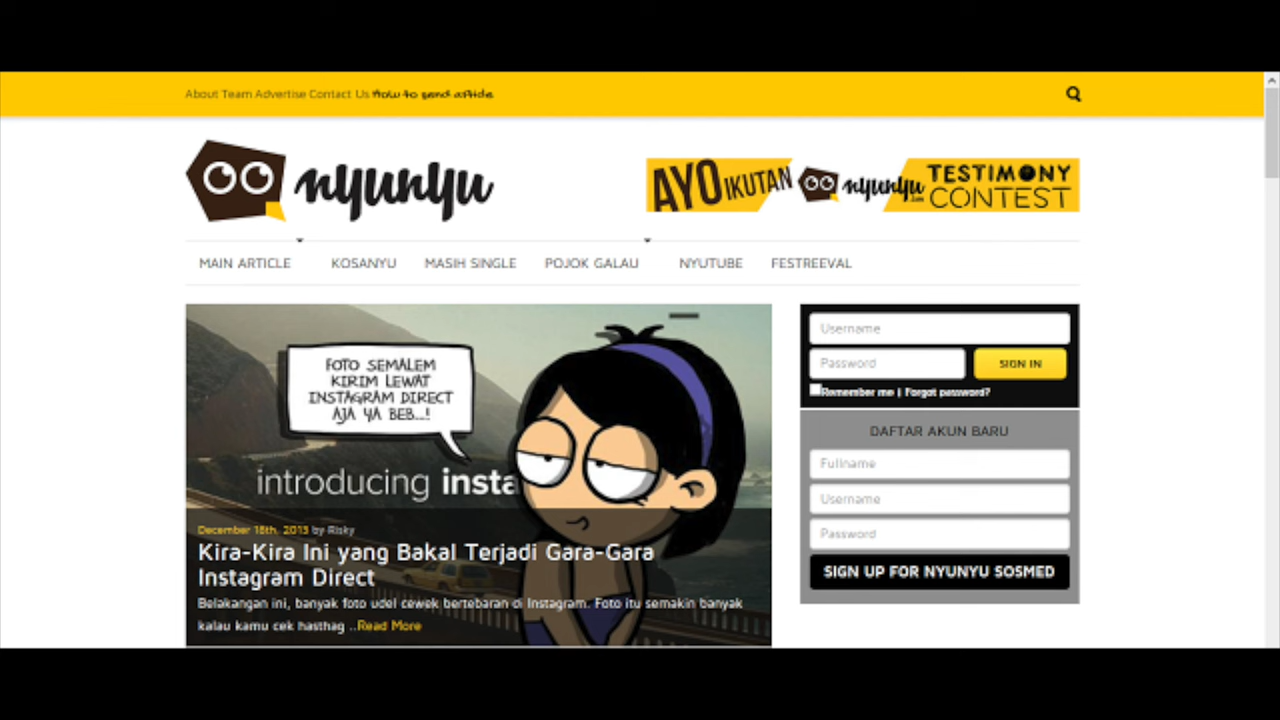 About Team Advertise Contact Us How to send article
nyunyu
AYO IKUTAN nyunyu.com TESTIMONY
CONTEST
MAIN ARTICLE KOSANYU MASIH SINGLE POJOK GALAU NYUTUBE FESTREEVAL
FOTO SEMALEM
KIRIM LEWAT
INSTAGRAM DIRECT
AJA YA BEB...!
introducing insta
December 18th, 2013 by Risky
Kira-Kira Ini yang Bakal Terjadi Gara-Gara
Instagram Direct
Belakangan ini, banyak foto udel cewek bertebaran di Instagram. Foto itu semakin banyak
kalau kamu cek hasthag ..Read More
Username
Password SIGN IN
Remember me | Forgot password?
DAFTAR AKUN BARU
Fullname
Username
Password
SIGN UP FOR NYUNYU SOSMED